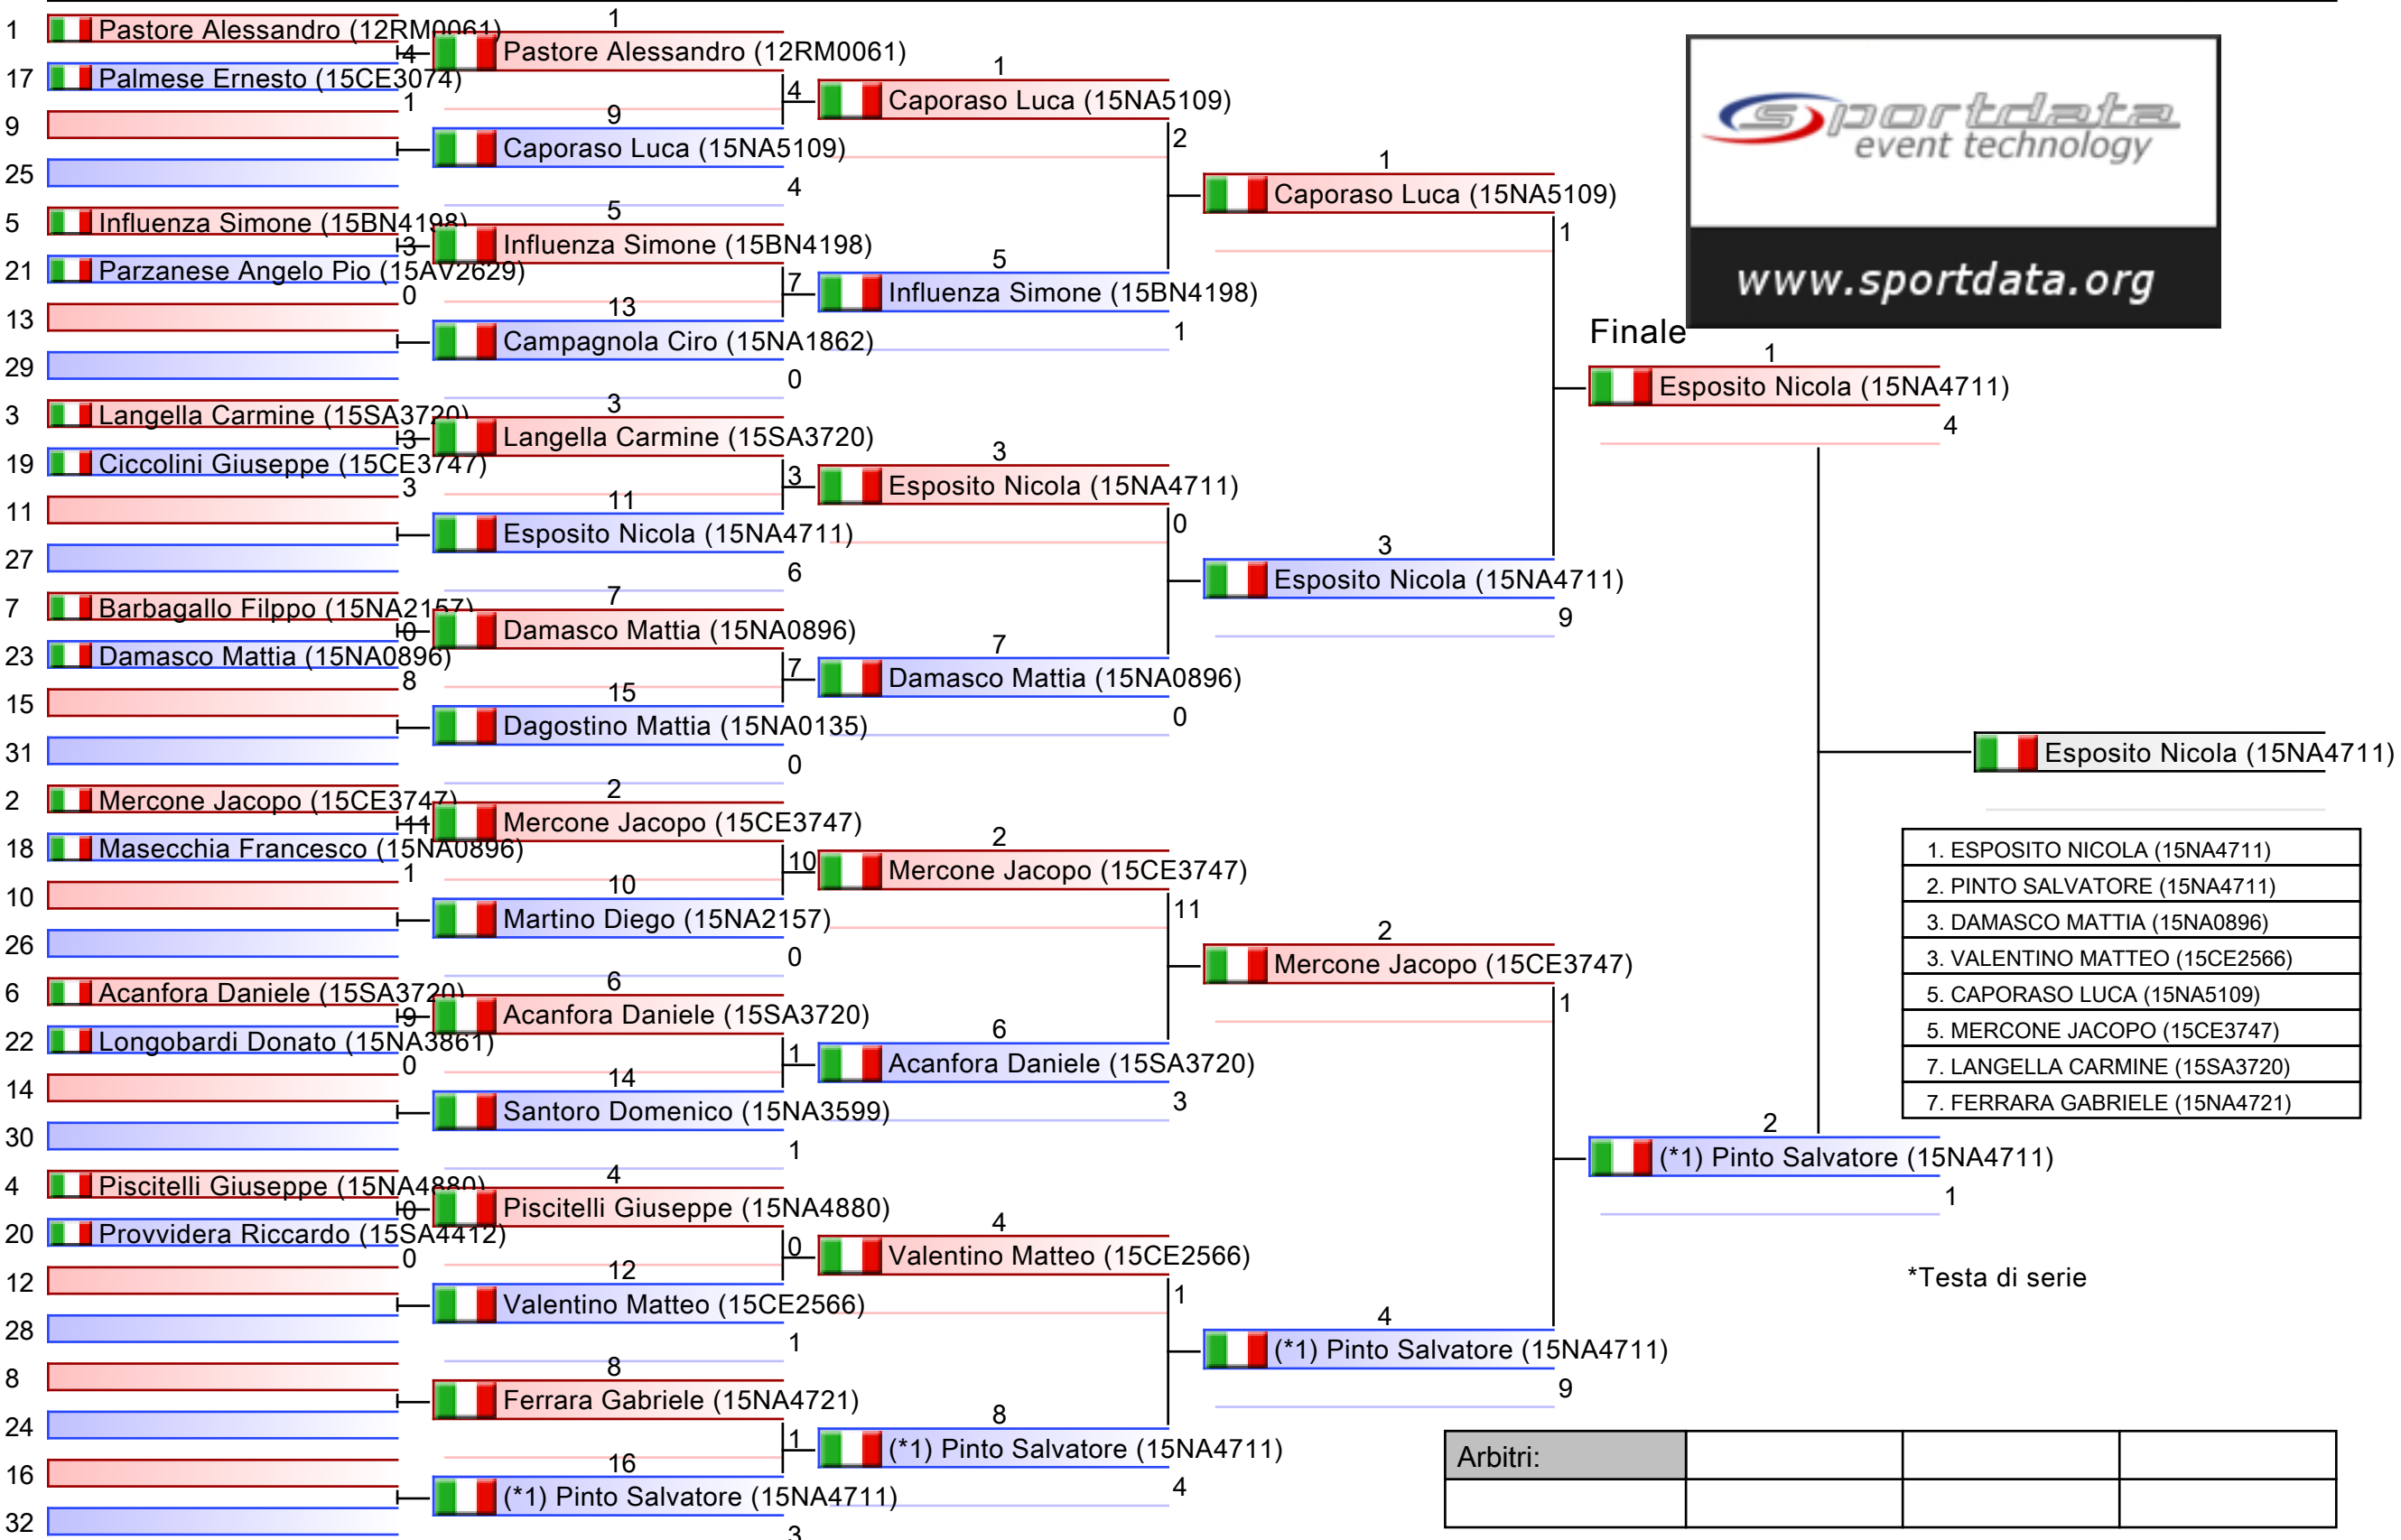 1 Pastore Alessandro (12RM0061)
4
17 Palmese Ernesto (15CE3074)
1
9
25
5 Influenza Simone (15BN4198)
3
21 Parzanese Angelo Pio (15AV2629)
0
13
29
3 Langella Carmine (15SA3720)
3
19 Ciccolini Giuseppe (15CE3747)
3
11
27
7 Barbagallo Filppo (15NA2157)
0
23 Damasco Mattia (15NA0896)
8
15
31
2 Mercone Jacopo (15CE3747)
11
18 Masecchia Francesco (15NA0896)
1
10
26
6 Acanfora Daniele (15SA3720)
9
22 Longobardi Donato (15NA3861)
0
14
30
4 Piscitelli Giuseppe (15NA4880)
0
20 Provvidera Riccardo (15SA4412)
0
12
28
8
24
16
32
1
Pastore Alessandro (12RM0061)
4
9
Caporaso Luca (15NA5109)
4
5
Influenza Simone (15BN4198)
7
13
Campagnola Ciro (15NA1862)
0
3
Langella Carmine (15SA3720)
3
11
Esposito Nicola (15NA4711)
6
7
Damasco Mattia (15NA0896)
7
15
Dagostino Mattia (15NA0135)
0
2
Mercone Jacopo (15CE3747)
10
10
Martino Diego (15NA2157)
0
6
Acanfora Daniele (15SA3720)
1
14
Santoro Domenico (15NA3599)
1
4
Piscitelli Giuseppe (15NA4880)
0
12
Valentino Matteo (15CE2566)
1
8
Ferrara Gabriele (15NA4721)
1
16
(*1) Pinto Salvatore (15NA4711)
3
1
Caporaso Luca (15NA5109)
2
5
Influenza Simone (15BN4198)
1
3
Esposito Nicola (15NA4711)
0
7
Damasco Mattia (15NA0896)
0
2
Mercone Jacopo (15CE3747)
11
6
Acanfora Daniele (15SA3720)
3
4
Valentino Matteo (15CE2566)
1
8
(*1) Pinto Salvatore (15NA4711)
4
1
Caporaso Luca (15NA5109)
1
3
Esposito Nicola (15NA4711)
9
2
Mercone Jacopo (15CE3747)
1
4
(*1) Pinto Salvatore (15NA4711)
9
sportdata
event technology
www.sportdata.org
Finale
1
Esposito Nicola (15NA4711)
4
2
(*1) Pinto Salvatore (15NA4711)
1
Esposito Nicola (15NA4711)
1. ESPOSITO NICOLA (15NA4711)
2. PINTO SALVATORE (15NA4711)
3. DAMASCO MATTIA (15NA0896)
3. VALENTINO MATTEO (15CE2566)
5. CAPORASO LUCA (15NA5109)
5. MERCONE JACOPO (15CE3747)
7. LANGELLA CARMINE (15SA3720)
7. FERRARA GABRIELE (15NA4721)
*Testa di serie
Arbitri: